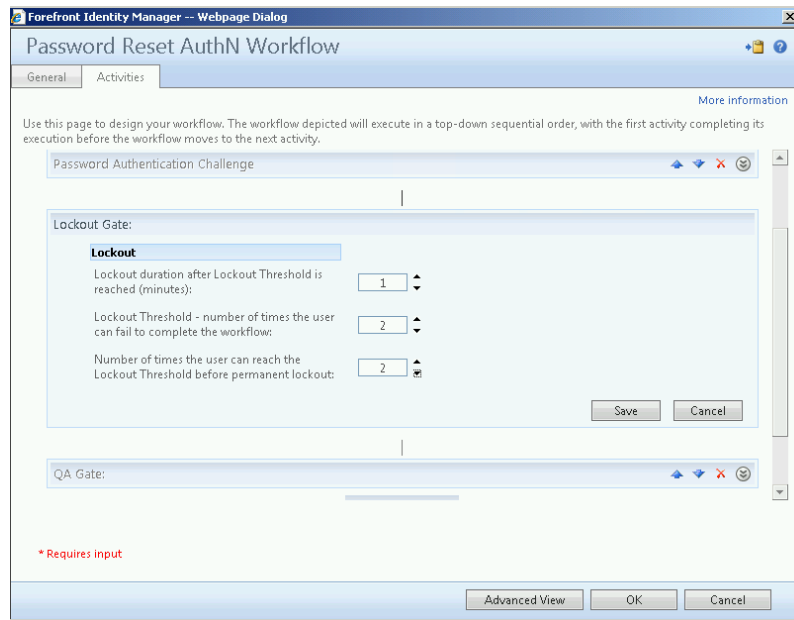 Forefront Identity Manager -- Webpage Dialog
Password Reset AuthN Workflow
General
Activities
More information
Use this page to design your workflow. The workflow depicted will execute in a top-down sequential order, with the first activity completing its
execution before the workflow moves to the next activity.
Password Authentication Challenge
Lockout Gate:
Lockout
Lockout duration after Lockout Threshold is
reached (minutes):
1
Lockout Threshold - number of times the user
can fail to complete the workflow:
2
Number of times the user can reach the
Lockout Threshold before permanent lockout:
2
Save
Cancel
QA Gate:
* Requires input
Advanced View
OK
Cancel